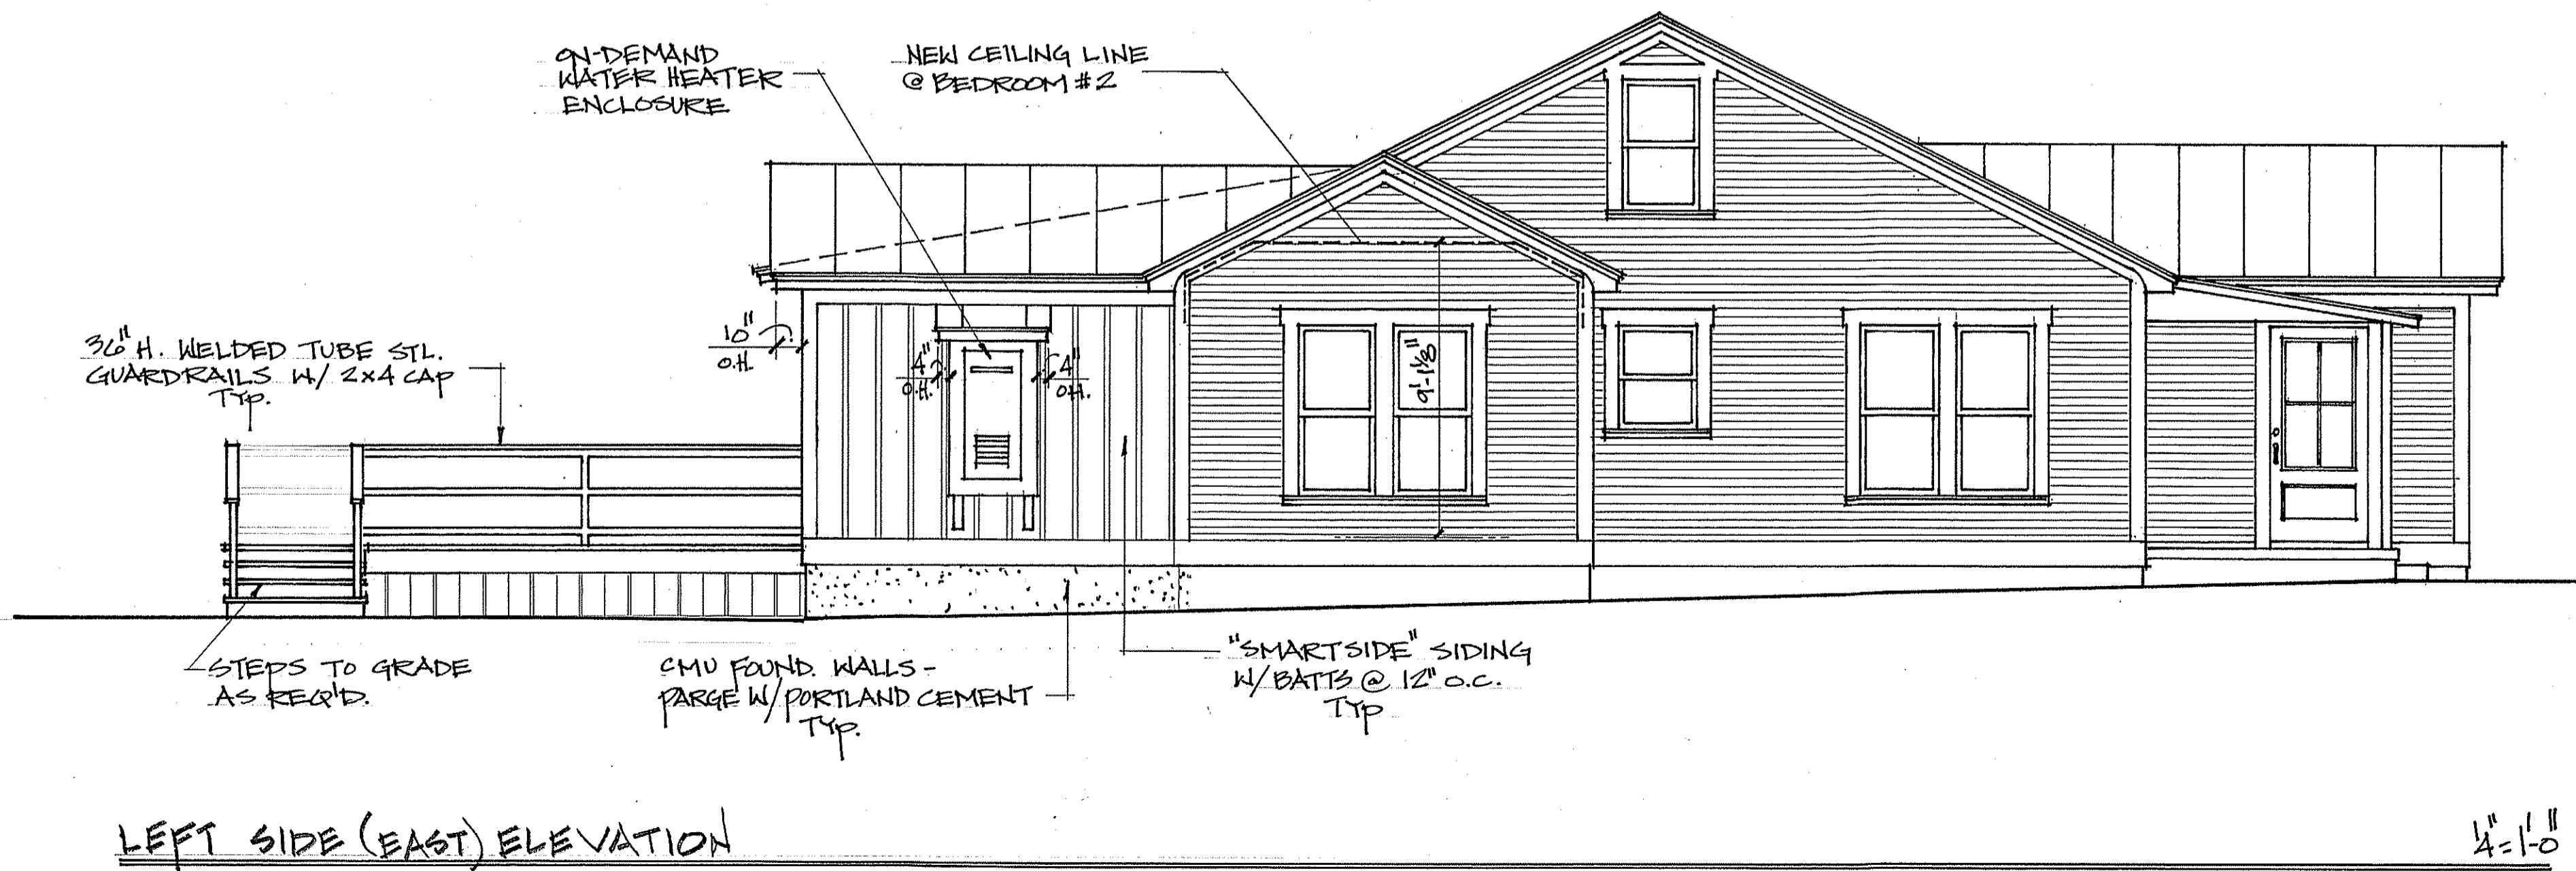 ON-DEMAND
WATER HEATER
ENCLOSURE
NEW CEILING LINE
@ BEDROOM #2
36" H. WELDED TUBE STL.
GUARDRAILS W/ 2x4 CAP
TYP.
10"
O.H.
4"
O.H.
4"
O.H.
9'-1 1/8"
STEPS TO GRADE
AS REQ'D.
CMU FOUND. WALLS -
PARGE W/ PORTLAND CEMENT
TYP.
"SMARTSIDE" SIDING
W/ BATTS @ 12" O.C.
TYP
LEFT SIDE (EAST) ELEVATION
1/4" = 1'-0"